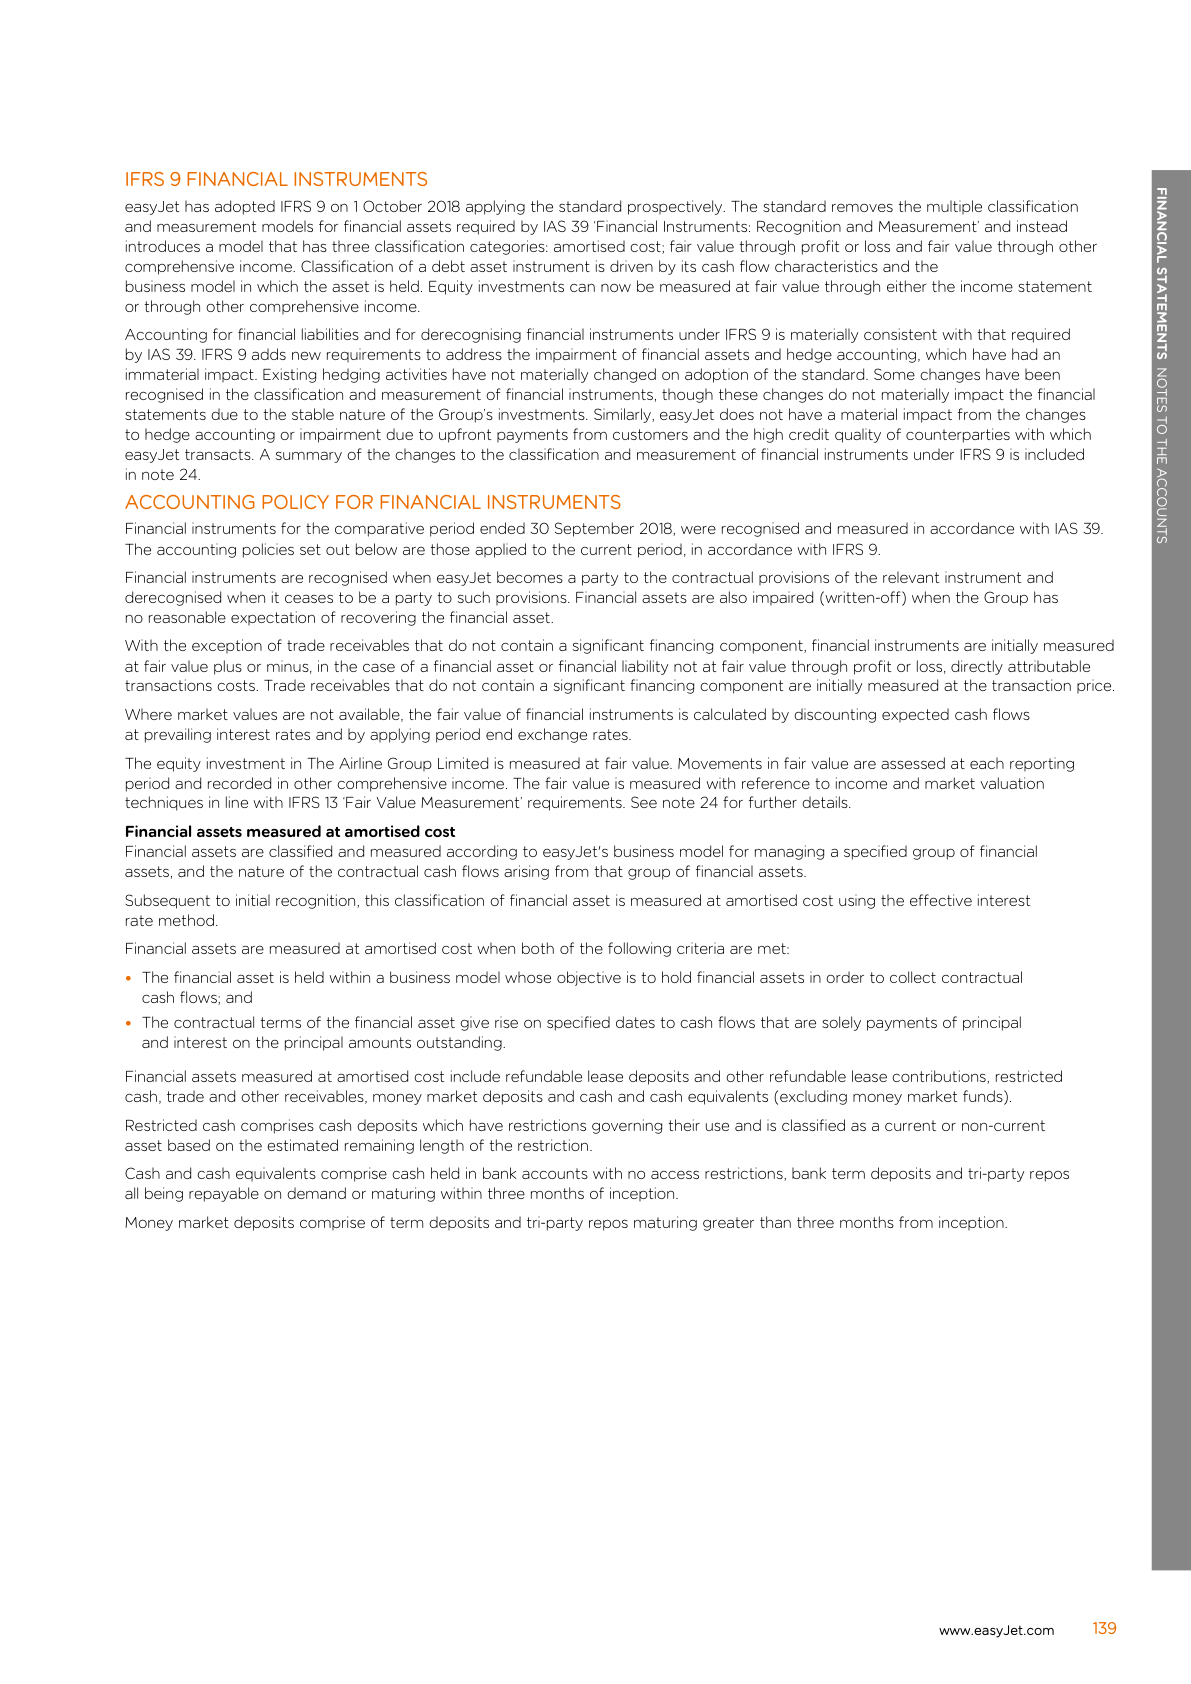 IFRS 9 FINANCIAL INSTRUMENTS
easyJet has adopted IFRS 9 on 1 October 2018 applying the standard prospectively. The standard removes the multiple classification
and measurement models for financial assets required by IAS 39 ‘Financial Instruments: Recognition and Measurement’ and instead
introduces a model that has three classification categories: amortised cost; fair value through profit or loss and fair value through other
comprehensive income. Classification of a debt asset instrument is driven by its cash flow characteristics and the
business model in which the asset is held. Equity investments can now be measured at fair value through either the income statement
or through other comprehensive income.
Accounting for financial liabilities and for derecognising financial instruments under IFRS 9 is materially consistent with that required
by IAS 39. IFRS 9 adds new requirements to address the impairment of financial assets and hedge accounting, which have had an
immaterial impact. Existing hedging activities have not materially changed on adoption of the standard. Some changes have been
recognised in the classification and measurement of financial instruments, though these changes do not materially impact the financial
statements due to the stable nature of the Group’s investments. Similarly, easyJet does not have a material impact from the changes
to hedge accounting or impairment due to upfront payments from customers and the high credit quality of counterparties with which
easyJet transacts. A summary of the changes to the classification and measurement of financial instruments under IFRS 9 is included
in note 24.
ACCOUNTING POLICY FOR FINANCIAL INSTRUMENTS
Financial instruments for the comparative period ended 30 September 2018, were recognised and measured in accordance with IAS 39.
The accounting policies set out below are those applied to the current period, in accordance with IFRS 9.
Financial instruments are recognised when easyJet becomes a party to the contractual provisions of the relevant instrument and
derecognised when it ceases to be a party to such provisions. Financial assets are also impaired (written-off) when the Group has
no reasonable expectation of recovering the financial asset.
With the exception of trade receivables that do not contain a significant financing component, financial instruments are initially measured
at fair value plus or minus, in the case of a financial asset or financial liability not at fair value through profit or loss, directly attributable
transactions costs. Trade receivables that do not contain a significant financing component are initially measured at the transaction price.
Where market values are not available, the fair value of financial instruments is calculated by discounting expected cash flows
at prevailing interest rates and by applying period end exchange rates.
The equity investment in The Airline Group Limited is measured at fair value. Movements in fair value are assessed at each reporting
period and recorded in other comprehensive income. The fair value is measured with reference to income and market valuation
techniques in line with IFRS 13 ‘Fair Value Measurement’ requirements. See note 24 for further details.
Financial assets measured at amortised cost
Financial assets are classified and measured according to easyJet's business model for managing a specified group of financial
assets, and the nature of the contractual cash flows arising from that group of financial assets.
Subsequent to initial recognition, this classification of financial asset is measured at amortised cost using the effective interest
rate method.
Financial assets are measured at amortised cost when both of the following criteria are met:
• The financial asset is held within a business model whose objective is to hold financial assets in order to collect contractual
cash flows; and
• The contractual terms of the financial asset give rise on specified dates to cash flows that are solely payments of principal
and interest on the principal amounts outstanding.
Financial assets measured at amortised cost include refundable lease deposits and other refundable lease contributions, restricted
cash, trade and other receivables, money market deposits and cash and cash equivalents (excluding money market funds).
Restricted cash comprises cash deposits which have restrictions governing their use and is classified as a current or non-current
asset based on the estimated remaining length of the restriction.
Cash and cash equivalents comprise cash held in bank accounts with no access restrictions, bank term deposits and tri-party repos
all being repayable on demand or maturing within three months of inception.
Money market deposits comprise of term deposits and tri-party repos maturing greater than three months from inception.
FINANCIAL STATEMENTS NOTES TO THE ACCOUNTS
www.easyJet.com 139